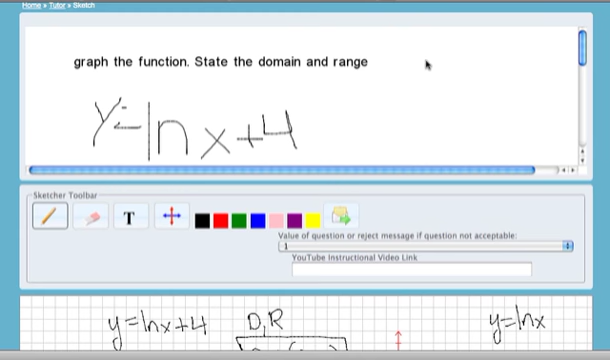 Home » Tutor » Sketch
graph the function. State the domain and range
y=ln x+4
Sketcher Toolbar
T
Value of question or reject message if question not acceptable:
1
YouTube Instructional Video Link
y=lnx+4 D,R y=lnx